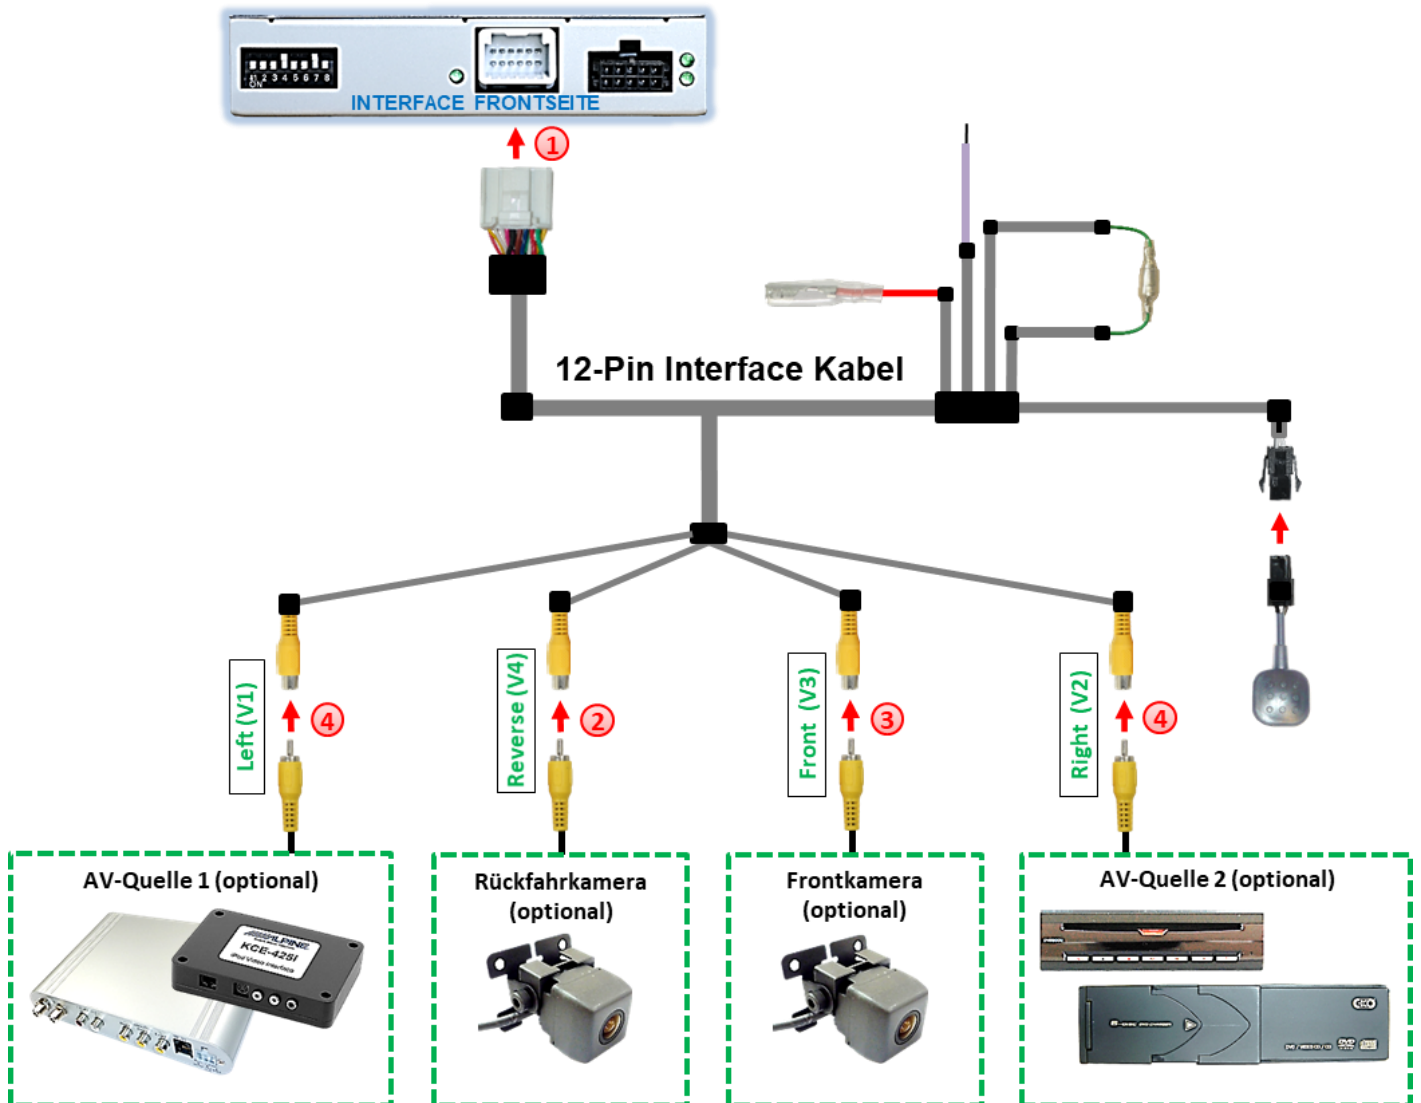 1 2 3 4 5 6 7 8
ON
INTERFACE FRONTSEITE
1
12-Pin Interface Kabel
Left (V1)
4
Reverse (V4)
2
Front (V3)
3
Right (V2)
4
AV-Quelle 1 (optional)
ALPINE
KCE-425i
iPod Video Interface
Rückfahrkamera
(optional)
Frontkamera
(optional)
AV-Quelle 2 (optional)
DVD